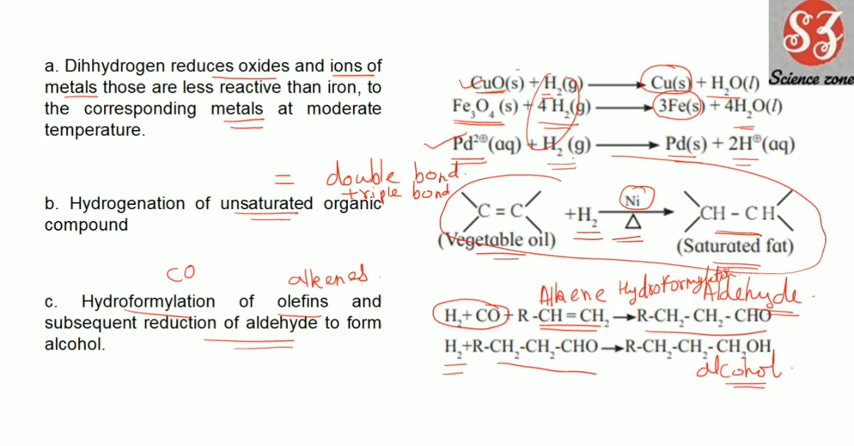 SZ
Science zone
a. Dihhydrogen reduces oxides and ions of
metals those are less reactive than iron, to
the corresponding metals at moderate
temperature.
CuO(s) + H₂(g) ⟶ Cu(s) + H₂O(l)
Fe₃O₄ (s) + 4 H₂(g) ⟶ 3Fe(s) + 4H₂O(l)
Pd²⊕(aq) + H₂ (g) ⟶ Pd(s) + 2H⊕(aq)
= double bond.
triple bond
b. Hydrogenation of unsaturated organic
compound
C = C +H₂ Ni ⟶ Δ CH - CH
(Vegetable oil) (Saturated fat)
CO alkenes.
c. Hydroformylation of olefins and
subsequent reduction of aldehyde to form
alcohol.
Alkene Hydroformylation Aldehyde.
H₂+ CO + R -CH = CH₂ ⟶ R-CH₂- CH₂ - CHO
H₂+R-CH₂-CH₂-CHO ⟶ R-CH₂-CH₂- CH₂OH
alcohol.